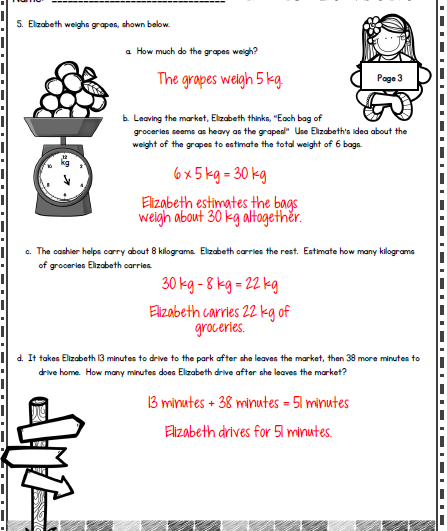 5. Elizabeth weighs grapes, shown below.
a. How much do the grapes weigh?
The grapes weigh 5 kg.
Page 3
b. Leaving the market, Elizabeth thinks, "Each bag of
groceries seems as heavy as the grapes!" Use Elizabeth's idea about the
weight of the grapes to estimate the total weight of 6 bags.
12
kg
10
2
6
6 x 5 kg = 30 kg
Elizabeth estimates the bags
weigh about 30 kg altogether.
c. The cashier helps carry about 8 kilograms. Elizabeth carries the rest. Estimate how many kilograms
of groceries Elizabeth carries.
30 kg - 8 kg = 22 kg
Elizabeth carries 22 kg of
groceries.
d. It takes Elizabeth 13 minutes to drive to the park after she leaves the market, then 38 more minutes to
drive home. How many minutes does Elizabeth drive after she leaves the market?
13 minutes + 38 minutes = 51 minutes
Elizabeth drives for 51 minutes.